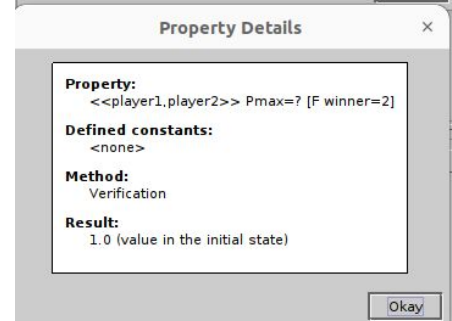 Property Details
×
Property:
<<player1,player2>> Pmax=? [F winner=2]
Defined constants:
<none>
Method:
Verification
Result:
1.0 (value in the initial state)
Okay